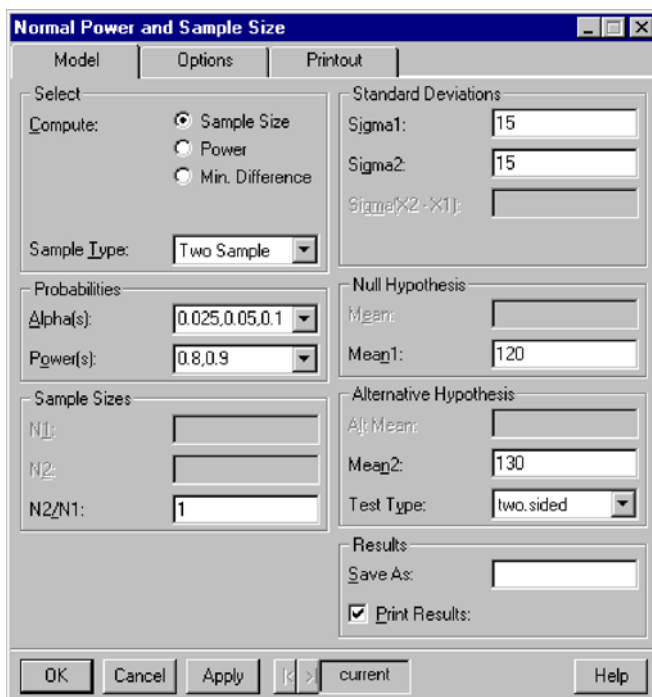 Normal Power and Sample Size
Model Options Printout
Select
Compute:
Sample Size
Power
Min. Difference
Sample Type: Two Sample
Probabilities
Alpha(s): 0.025,0.05,0.1
Power(s): 0.8,0.9
Sample Sizes
N1:
N2:
N2/N1: 1
Standard Deviations
Sigma1: 15
Sigma2: 15
Sigma(X2 - X1):
Null Hypothesis
Mean:
Mean1: 120
Alternative Hypothesis
Alt Mean:
Mean2: 130
Test Type: two.sided
Results
Save As:
Print Results:
OK Cancel Apply current Help